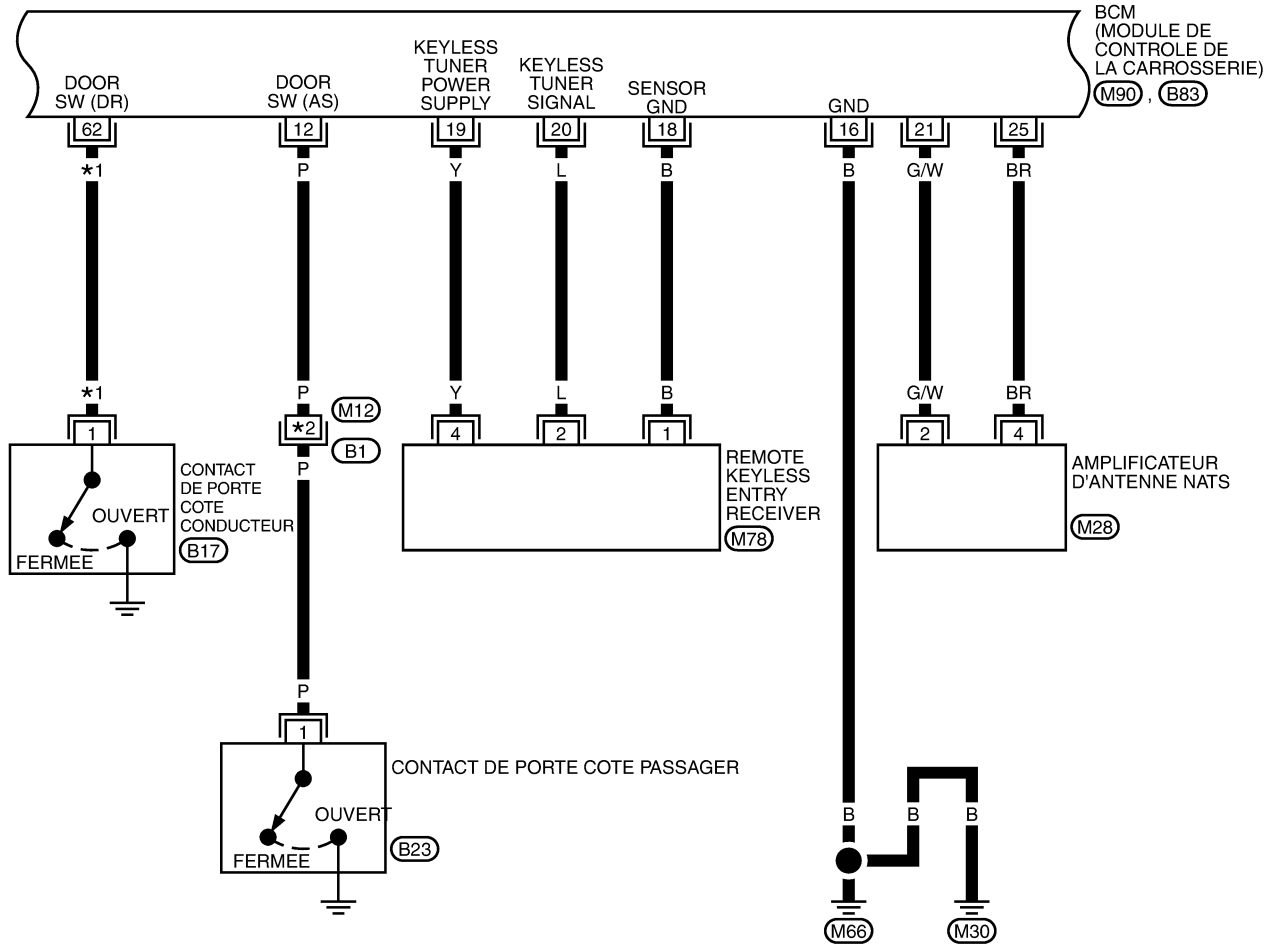 BCM
(MODULE DE
CONTROLE DE
LA CARROSSERIE)
M90 , B83
DOOR
SW (DR)
DOOR
SW (AS)
KEYLESS
TUNER
POWER
SUPPLY
KEYLESS
TUNER
SIGNAL
SENSOR
GND
GND
62 12 19 20 18 16 21 25
*1 P Y L B B G/W BR
*1 P Y L B G/W BR
M12
*2
B1
P
1 4 2 1 2 4
CONTACT
DE PORTE
COTE
CONDUCTEUR
B17
OUVERT
FERMEE
REMOTE
KEYLESS
ENTRY
RECEIVER
M78
AMPLIFICATEUR
D'ANTENNE NATS
M28
P
1
CONTACT DE PORTE COTE PASSAGER
OUVERT
FERMEE
B23
B B B
M66 M30